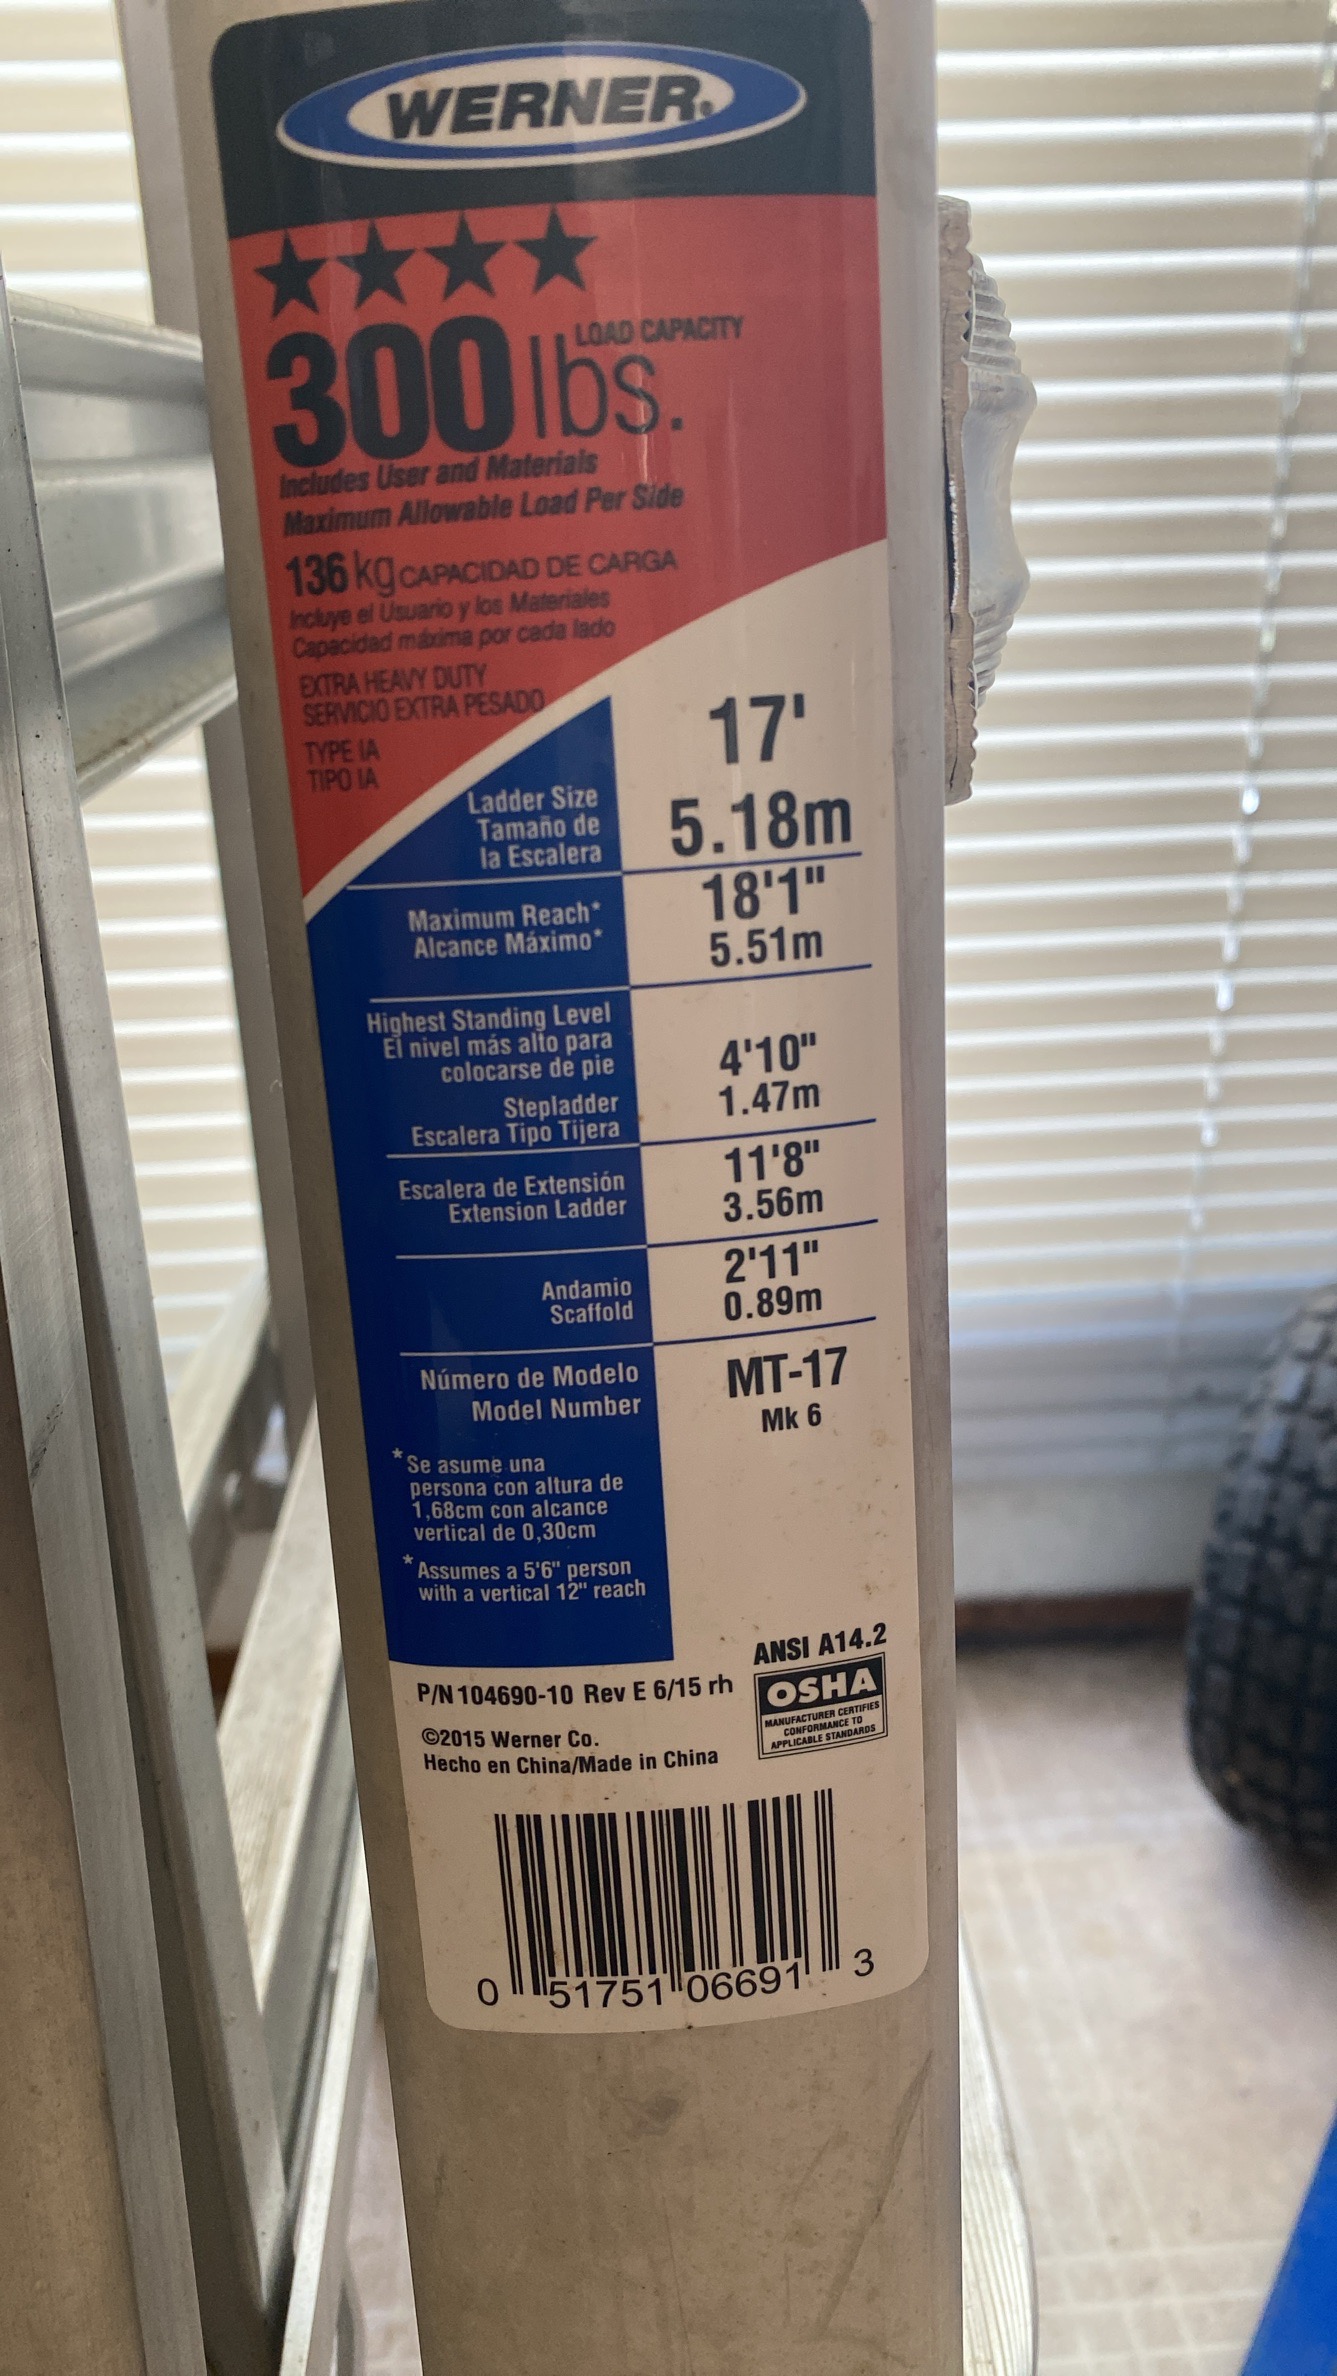 WERNER®
300 lbs. LOAD CAPACITY
Includes User and Materials
Maximum Allowable Load Per Side
136 kg CAPACIDAD DE CARGA
Incluye el Usuario y los Materiales
Capacidad máxima por cada lado
EXTRA HEAVY DUTY
SERVICIO EXTRA PESADO
TYPE IA
TIPO IA
Ladder Size
Tamaño de
la Escalera
17'
5.18m
Maximum Reach*
Alcance Máximo*
18'1"
5.51m
Highest Standing Level
El nivel más alto para
colocarse de pie
Stepladder
Escalera Tipo Tijera
4'10"
1.47m
Escalera de Extensión
Extension Ladder
11'8"
3.56m
Andamio
Scaffold
2'11"
0.89m
Número de Modelo
Model Number
MT-17
Mk 6
*Se asume una
persona con altura de
1,68cm con alcance
vertical de 0,30cm
*Assumes a 5'6" person
with a vertical 12" reach
P/N 104690-10 Rev E 6/15 rh
©2015 Werner Co.
Hecho en China/Made in China
ANSI A14.2
OSHA
MANUFACTURER CERTIFIES
CONFORMANCE TO
APPLICABLE STANDARDS
0 51751 06691 3